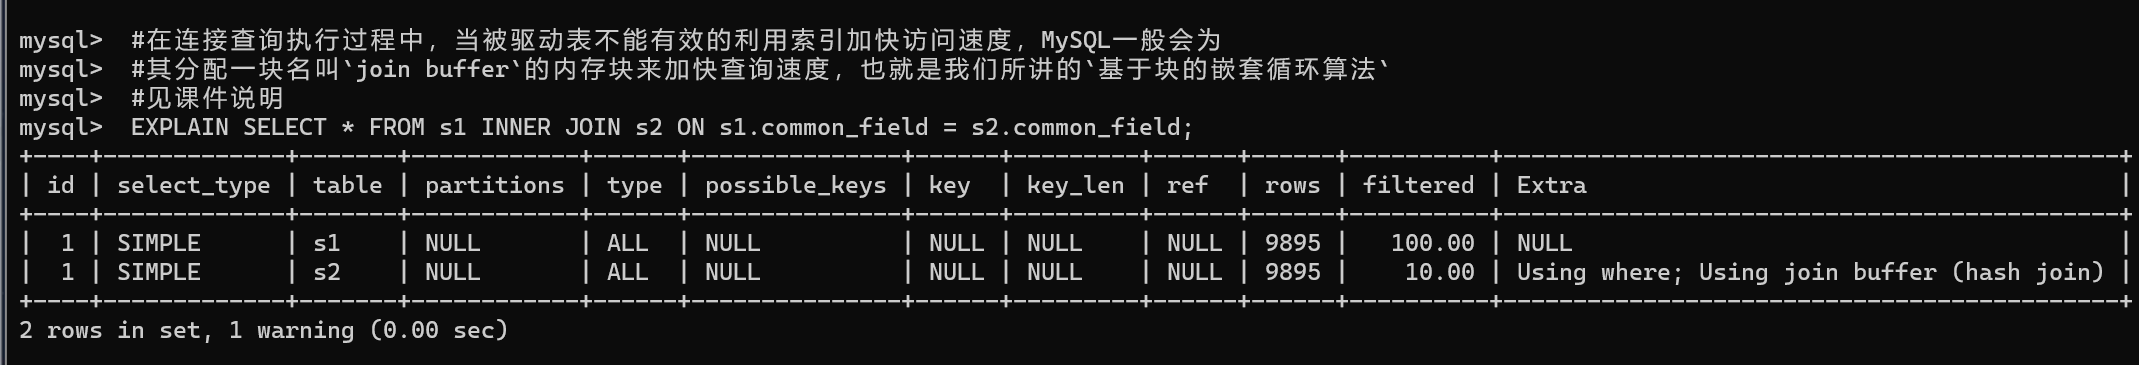 mysql>  #在连接查询执行过程中，当被驱动表不能有效的利用索引加快访问速度，MySQL一般会为
mysql>  #其分配一块名叫`join buffer`的内存块来加快查询速度，也就是我们所讲的`基于块的嵌套循环算法`
mysql>  #见课件说明
mysql>  EXPLAIN SELECT * FROM s1 INNER JOIN s2 ON s1.common_field = s2.common_field;
+----+-------------+-------+------------+------+---------------+------+---------+------+------+----------+--------------------------------------------+
| id | select_type | table | partitions | type | possible_keys | key  | key_len | ref  | rows | filtered | Extra                                      |
+----+-------------+-------+------------+------+---------------+------+---------+------+------+----------+--------------------------------------------+
|  1 | SIMPLE      | s1    | NULL       | ALL  | NULL          | NULL | NULL    | NULL | 9895 |   100.00 | NULL                                       |
|  1 | SIMPLE      | s2    | NULL       | ALL  | NULL          | NULL | NULL    | NULL | 9895 |    10.00 | Using where; Using join buffer (hash join) |
+----+-------------+-------+------------+------+---------------+------+---------+------+------+----------+--------------------------------------------+
2 rows in set, 1 warning (0.00 sec)